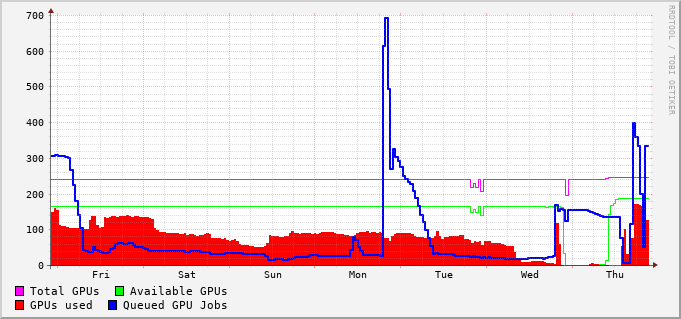 700
600
500
400
300
200
100
0
Fri Sat Sun Mon Tue Wed Thu
Total GPUs Available GPUs
GPUs used Queued GPU Jobs
RRDTOOL / TOBI OETIKER